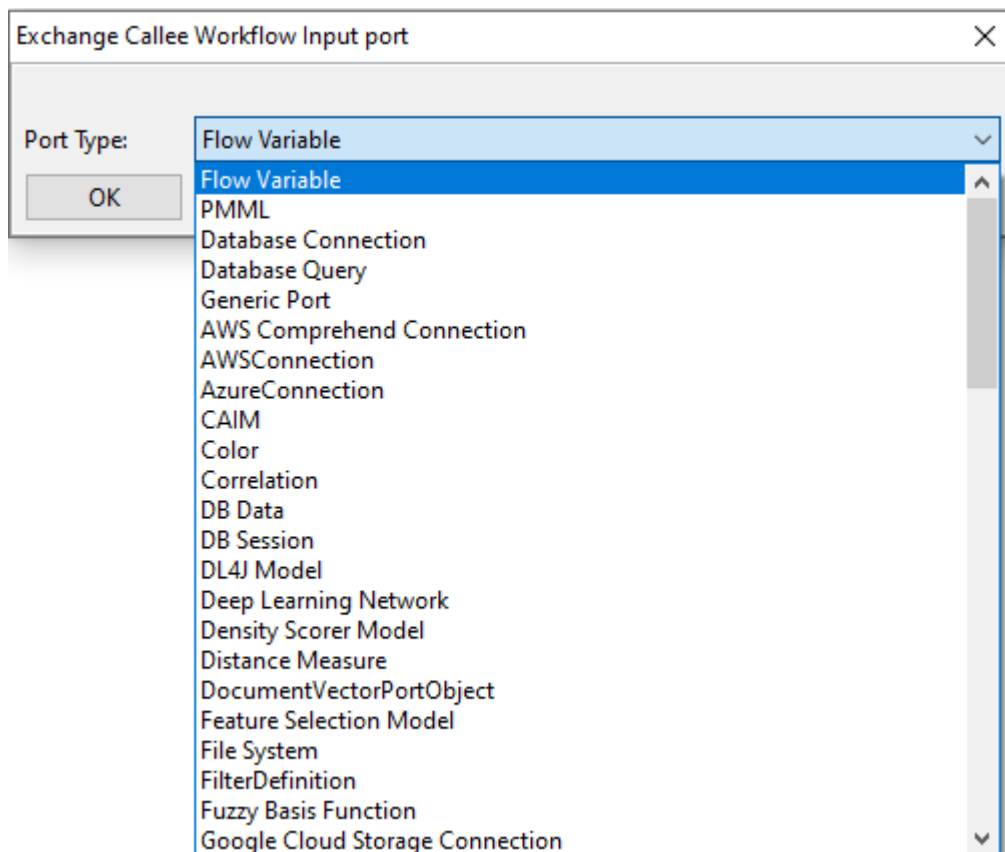 Exchange Callee Workflow Input port
Port Type:
Flow Variable
OK
Flow Variable
PMML
Database Connection
Database Query
Generic Port
AWS Comprehend Connection
AWSConnection
AzureConnection
CAIM
Color
Correlation
DB Data
DB Session
DL4J Model
Deep Learning Network
Density Scorer Model
Distance Measure
DocumentVectorPortObject
Feature Selection Model
File System
FilterDefinition
Fuzzy Basis Function
Google Cloud Storage Connection